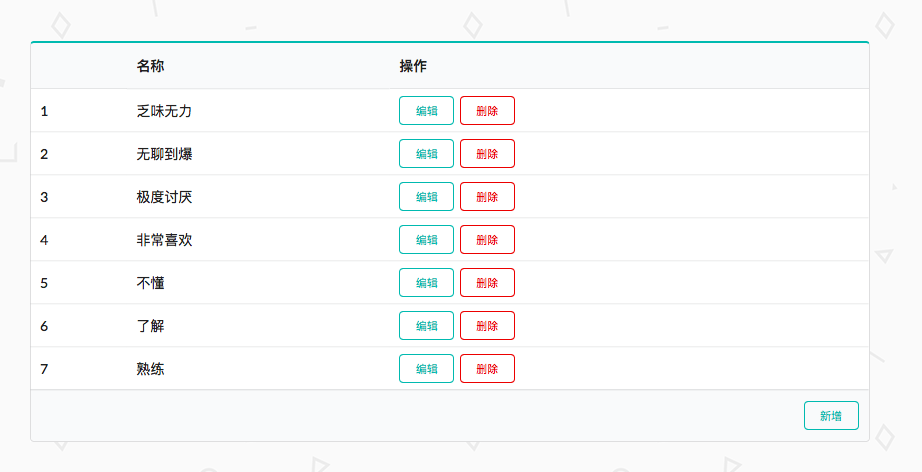 名称 操作
1 乏味无力 编辑 删除
2 无聊到爆 编辑 删除
3 极度讨厌 编辑 删除
4 非常喜欢 编辑 删除
5 不懂 编辑 删除
6 了解 编辑 删除
7 熟练 编辑 删除
新增